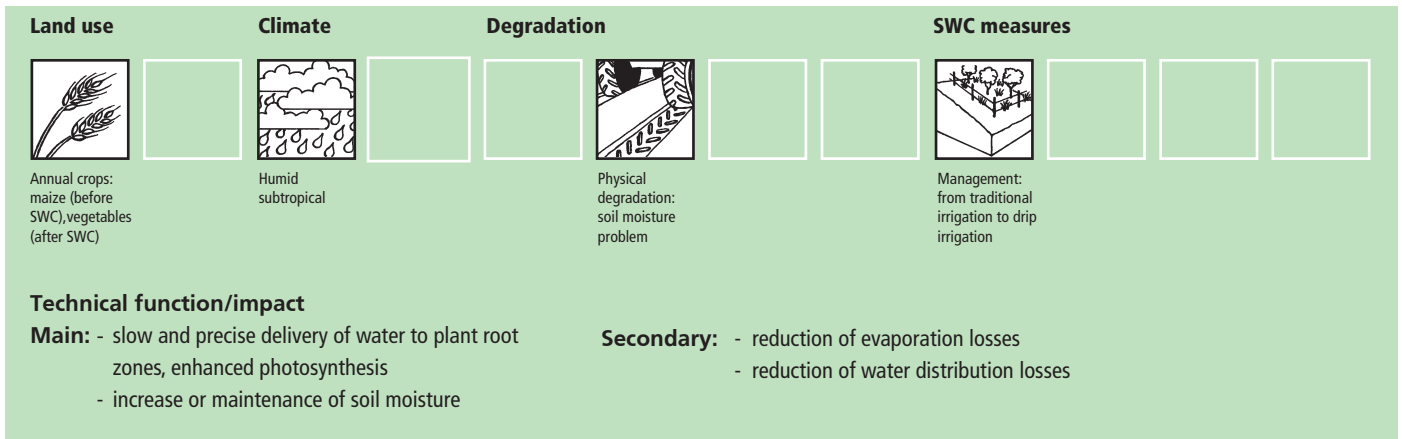 Land use
Climate
Degradation
SWC measures
Annual crops:
maize (before
SWC),vegetables
(after SWC)
Humid
subtropical
Physical
degradation:
soil moisture
problem
Management:
from traditional
irrigation to drip
irrigation
Technical function/impact
Main: - slow and precise delivery of water to plant root
zones, enhanced photosynthesis
- increase or maintenance of soil moisture
Secondary: - reduction of evaporation losses
- reduction of water distribution losses